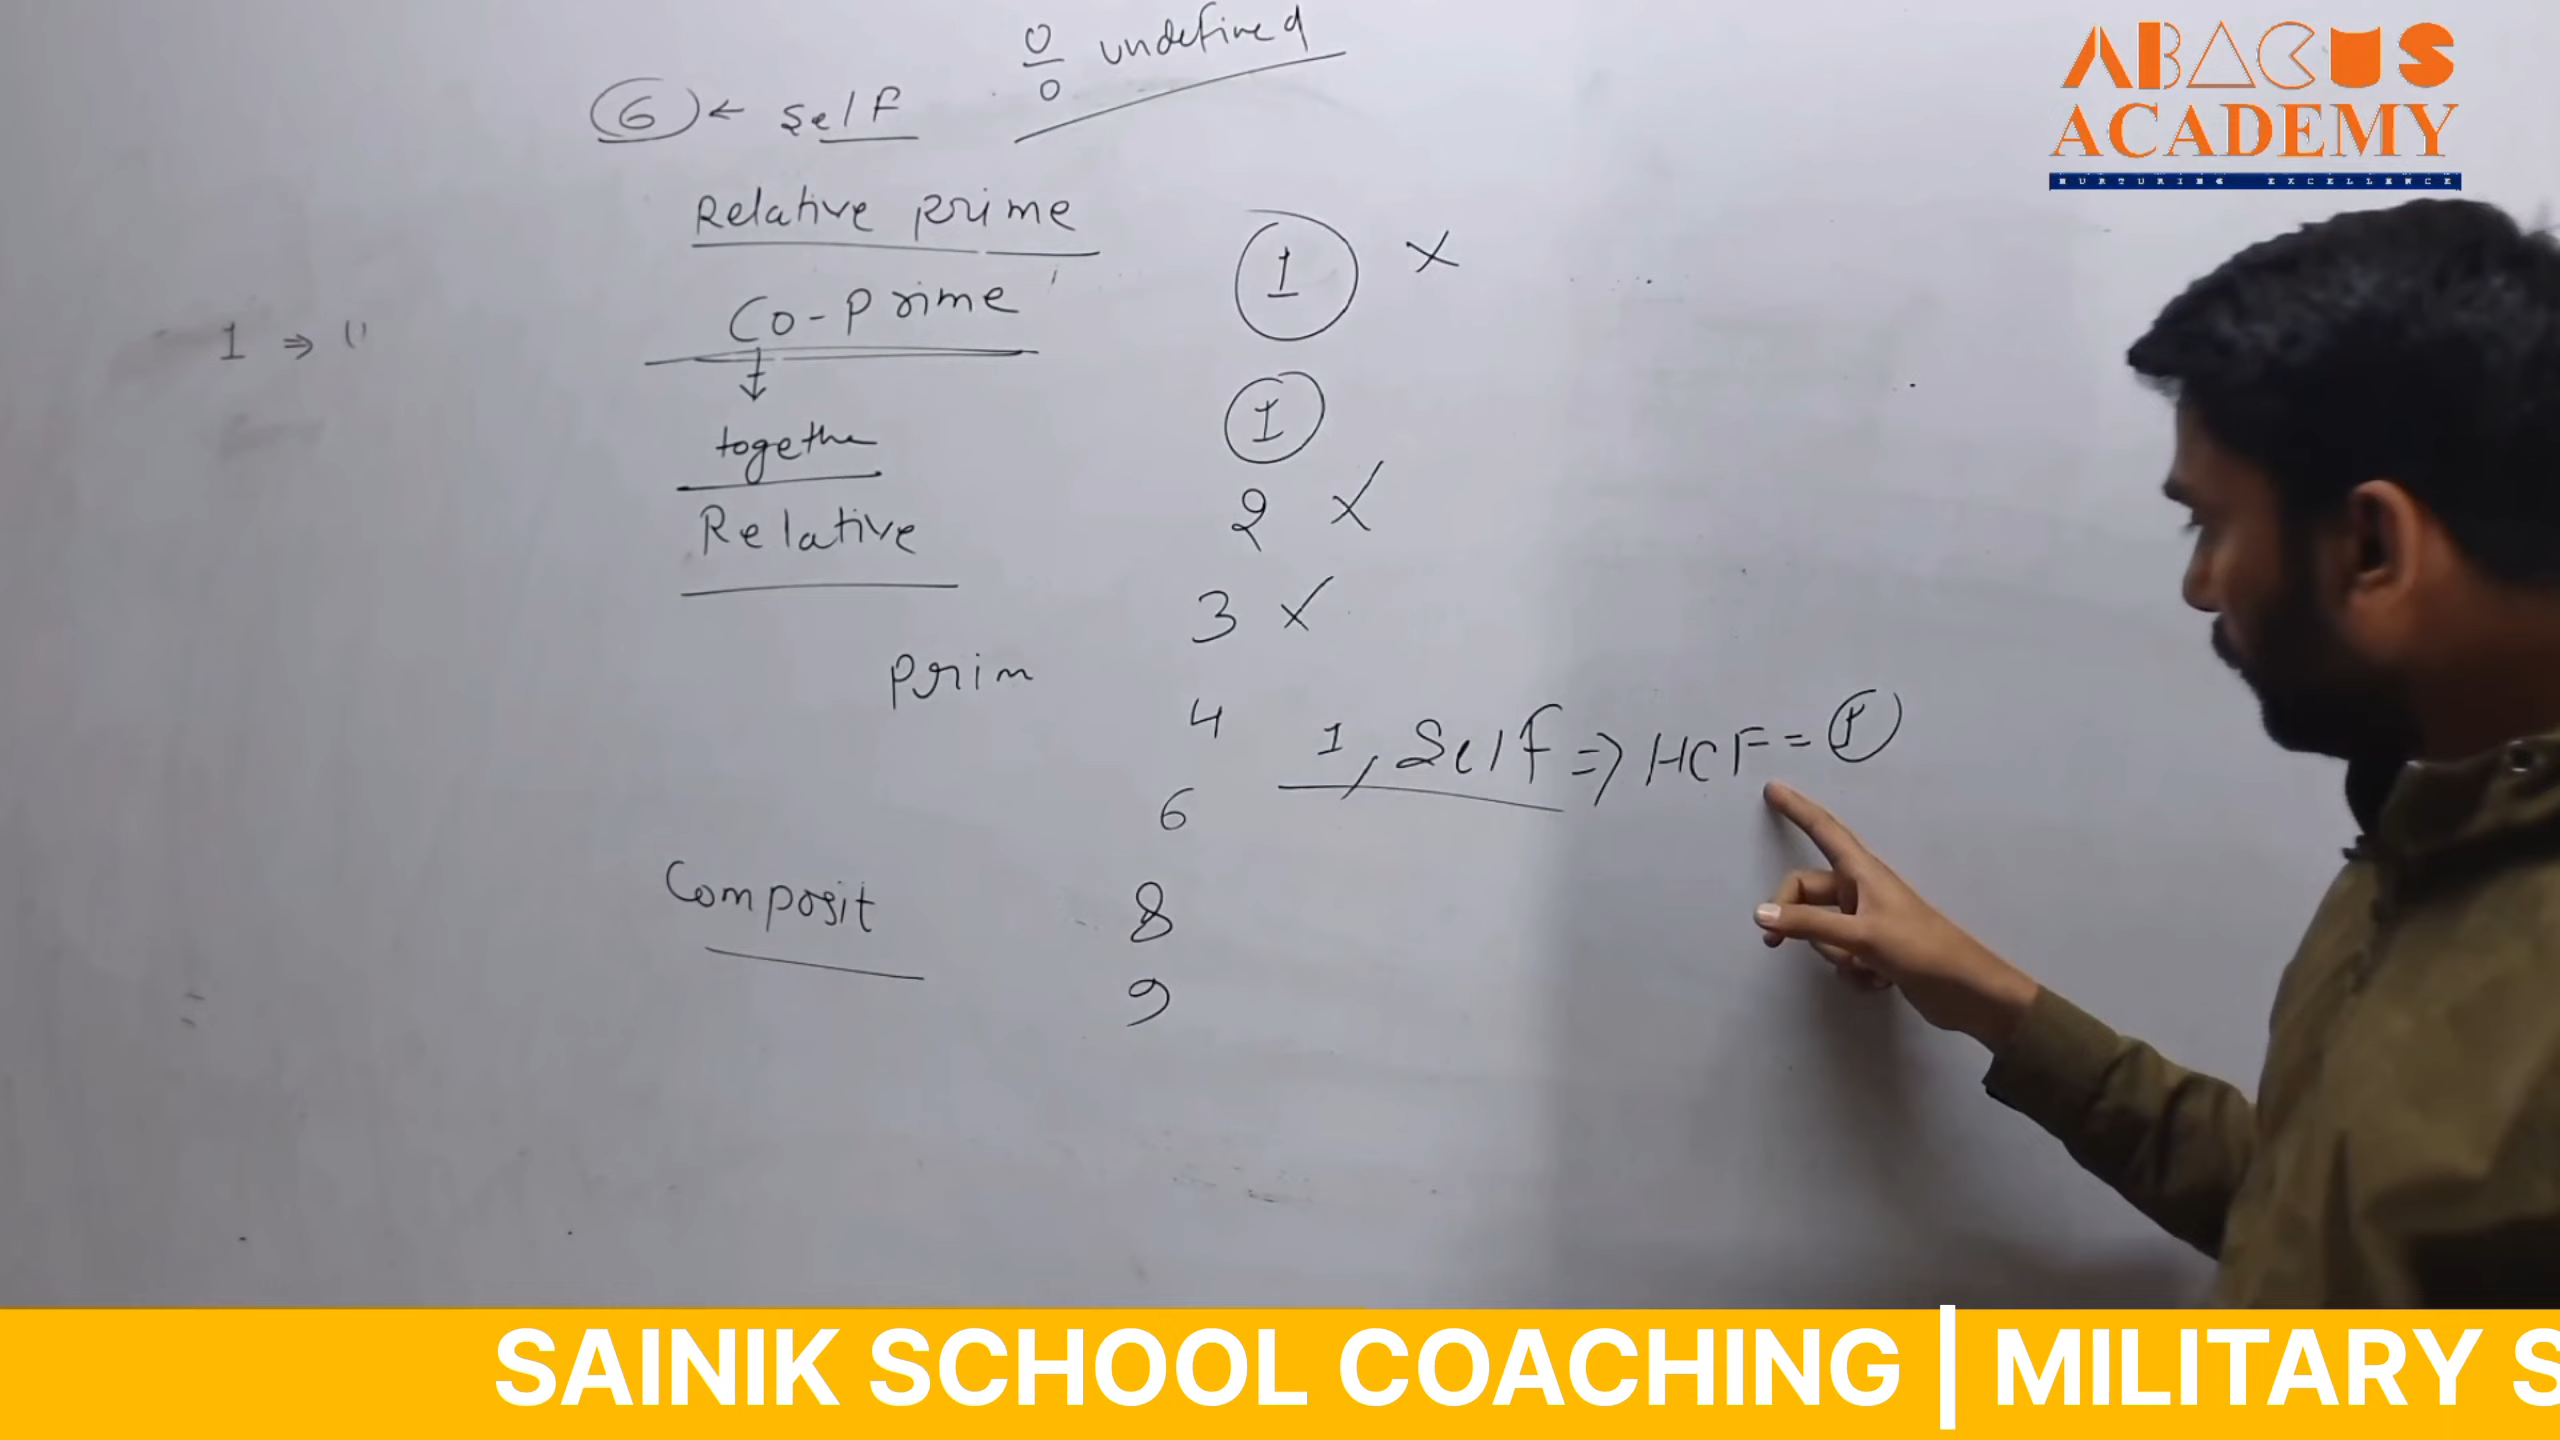 0/0 undefined
6 ← self
Relative prime
1 ×
Co-prime
1 ⇒ 11
↓
together
1
Relative
2 ×
3 ×
Prim
4
1, Self ⇒ HCF = 1
6
Composit
8
9
ABACUS
ACADEMY
NURTURING EXCELLENCE
SAINIK SCHOOL COACHING | MILITARY S